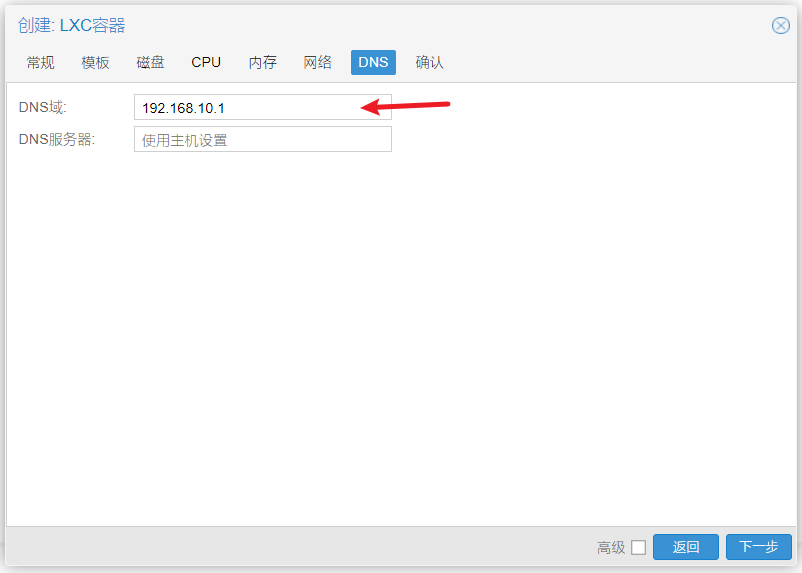 创建: LXC容器
常规 模板 磁盘 CPU 内存 网络 DNS 确认
DNS域: 192.168.10.1
DNS服务器: 使用主机设置
高级 返回 下一步